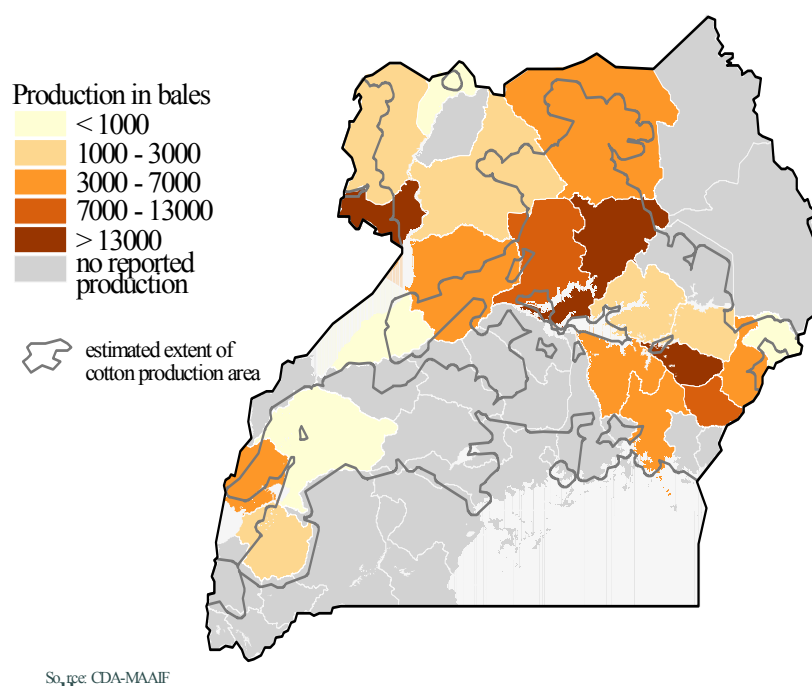 Production in bales
< 1000
1000 - 3000
3000 - 7000
7000 - 13000
> 13000
no reported
production
estimated extent of
cotton production area
CDA-MAAIF